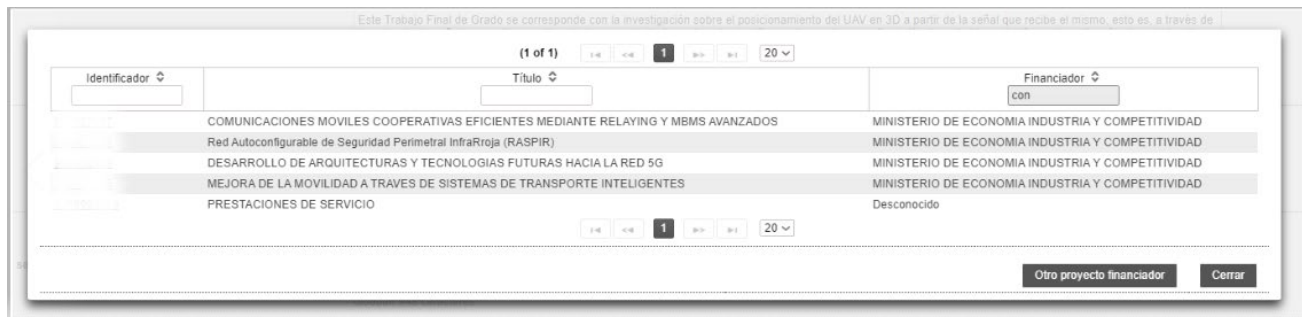 Este Trabajo Final de Grado se corresponde con la investigación sobre el posicionamiento del UAV en 3D a partir de la señal que recibe el mismo, esto es, a través de
(1 of 1) 1 20
Identificador Título Financiador
con
COMUNICACIONES MOVILES COOPERATIVAS EFICIENTES MEDIANTE RELAYING Y MBMS AVANZADOS MINISTERIO DE ECONOMIA INDUSTRIA Y COMPETITIVIDAD
Red Autoconfigurable de Seguridad Perimetral InfraRroja (RASPIR) MINISTERIO DE ECONOMIA INDUSTRIA Y COMPETITIVIDAD
DESARROLLO DE ARQUITECTURAS Y TECNOLOGIAS FUTURAS HACIA LA RED 5G MINISTERIO DE ECONOMIA INDUSTRIA Y COMPETITIVIDAD
MEJORA DE LA MOVILIDAD A TRAVES DE SISTEMAS DE TRANSPORTE INTELIGENTES MINISTERIO DE ECONOMIA INDUSTRIA Y COMPETITIVIDAD
PRESTACIONES DE SERVICIO Desconocido
1 20
Otro proyecto financiador Cerrar